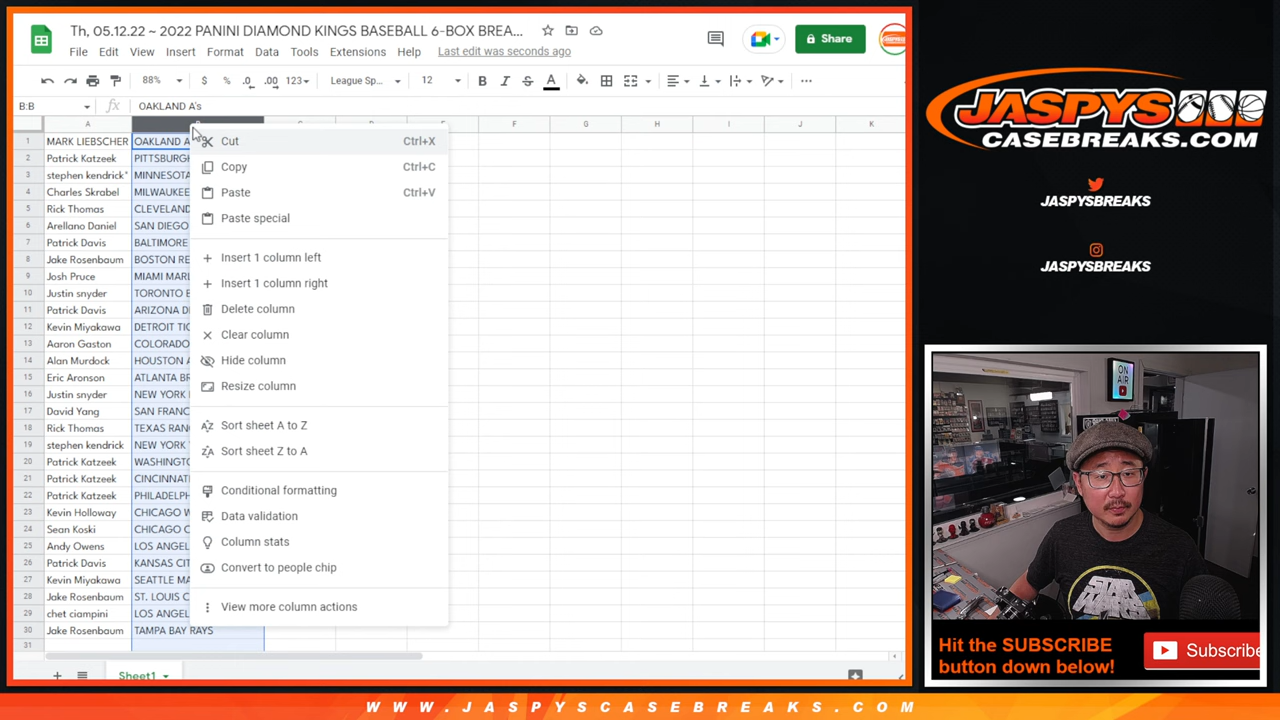 Th, 05.12.22 ~ 2022 PANINI DIAMOND KINGS BASEBALL 6-BOX BREA...
Share
File Edit View Insert Format Data Tools Extensions Help Last edit was seconds ago
88% $ % .0 .00 123 League Sp... 12 B I S A
B:B fx OAKLAND A's
A C D E F G H I J K
1 MARK LIEBSCHER OAKLAND A
2 Patrick Katzeek PITTSBURGH
3 stephen kendrick* MINNESOTA
4 Charles Skrabel MILWAUKEE
5 Rick Thomas CLEVELAND
6 Arellano Daniel SAN DIEGO
7 Patrick Davis BALTIMORE
8 Jake Rosenbaum BOSTON RE
9 Josh Pruce MIAMI MARL
10 Justin snyder TORONTO B
11 Patrick Davis ARIZONA D
12 Kevin Miyakawa DETROIT TIG
13 Aaron Gaston COLORADO
14 Alan Murdock HOUSTON A
15 Eric Aronson ATLANTA BR
16 Justin snyder NEW YORK
17 David Yang SAN FRANC
18 Rick Thomas TEXAS RAN
19 stephen kendrick NEW YORK
20 Patrick Katzeek WASHINGTO
21 Patrick Katzeek CINCINNAT
22 Patrick Katzeek PHILADELPH
23 Kevin Holloway CHICAGO W
24 Sean Koski CHICAGO C
25 Andy Owens LOS ANGEL
26 Patrick Davis KANSAS CIT
27 Kevin Miyakawa SEATTLE MA
28 Jake Rosenbaum ST. LOUIS C
29 chet ciampini LOS ANGEL
30 Jake Rosenbaum TAMPA BAY RAYS
31
Cut Ctrl+X
Copy Ctrl+C
Paste Ctrl+V
Paste special
Insert 1 column left
Insert 1 column right
Delete column
Clear column
Hide column
Resize column
Sort sheet A to Z
Sort sheet Z to A
Conditional formatting
Data validation
Column stats
Convert to people chip
View more column actions
Sheet1
JASPYS
CASEBREAKS.COM
JASPYSBREAKS
JASPYSBREAKS
ON
AIR
STAR
WARS
Hit the SUBSCRIBE
button down below!
Subscribe
WWW.JASPYSCASEBREAKS.COM